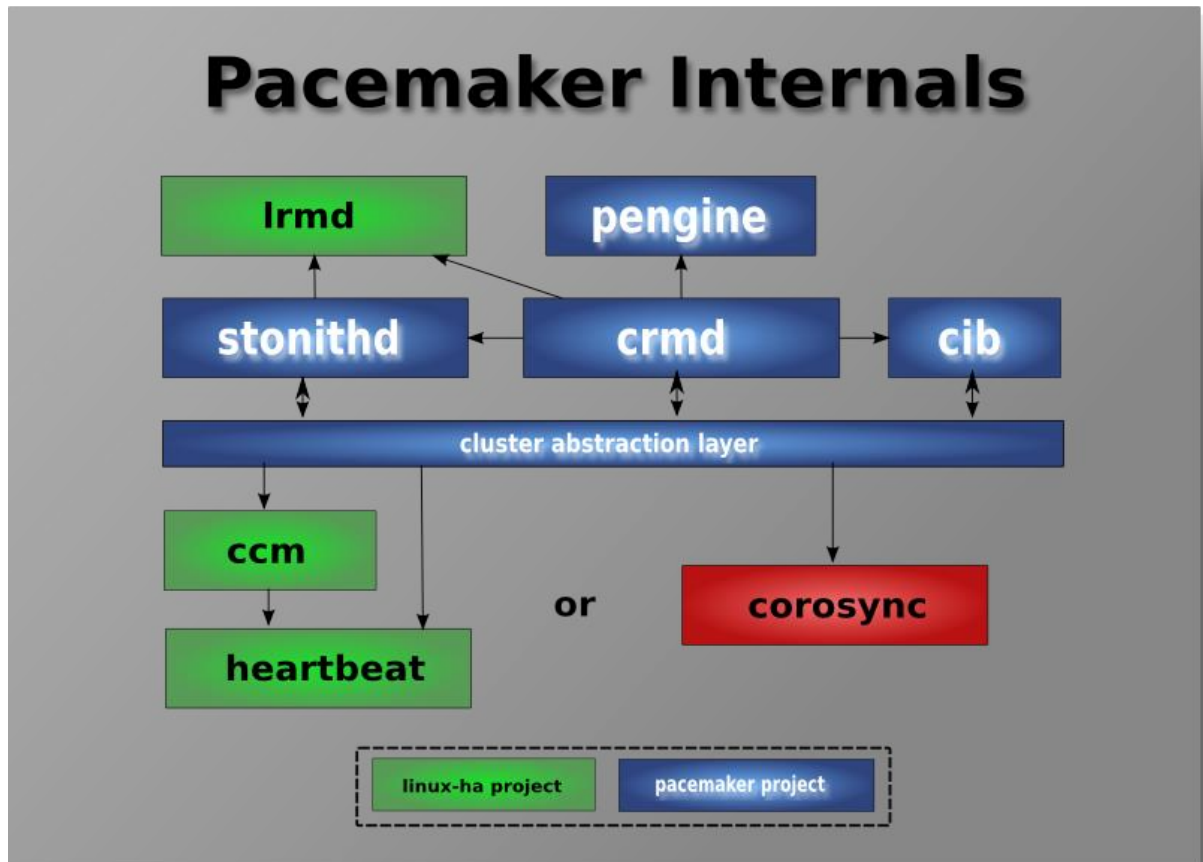 Pacemaker Internals
lrmd
pengine
stonithd
crmd
cib
cluster abstraction layer
ccm
or
corosync
heartbeat
linux-ha project
pacemaker project